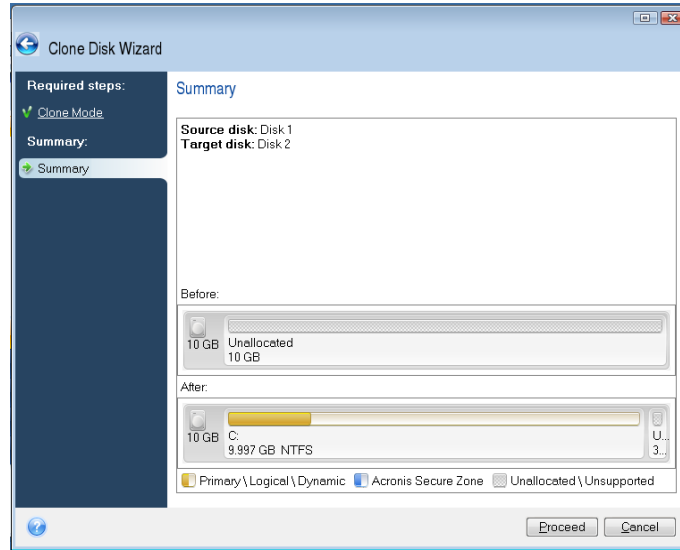 Clone Disk Wizard
Required steps:
Clone Mode
Summary:
Summary
Summary
Source disk: Disk 1
Target disk: Disk 2
Before:
10 GB
Unallocated
10 GB
After:
10 GB
C:
9.997 GB NTFS
U...
3...
Primary \ Logical \ Dynamic
Acronis Secure Zone
Unallocated \ Unsupported
?
Proceed
Cancel